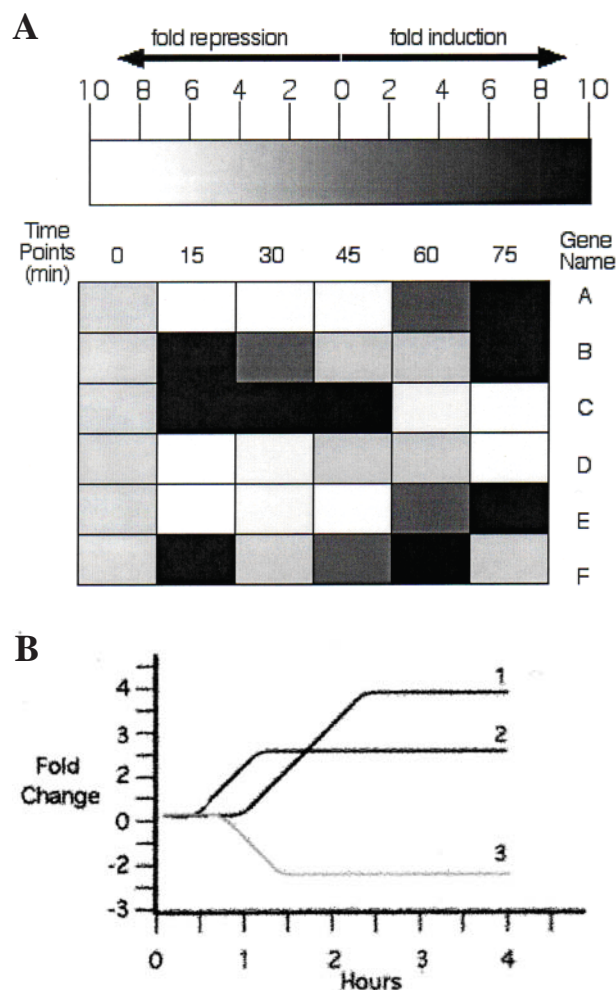 A
fold repression fold induction
10 8 6 4 2 0 2 4 6 8 10
Time
Points
(min)
0 15 30 45 60 75
Gene
Name
A
B
C
D
E
F
B
4
3
2
0
-2
-3
Fold
Change
1
2
3
0 1 2 3 4
Hours